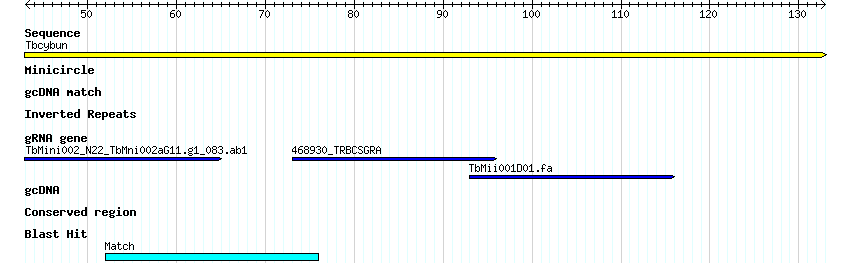 50 60 70 80 90 100 110 120 130
Sequence
Tbcybun
Minicircle
gcDNA match
Inverted Repeats
gRNA gene
TbMini002_N22_TbMni002aG11.g1_083.ab1 468930_TRBCSGRA
TbMii001D01.fa
gcDNA
Conserved region
Blast Hit
Match